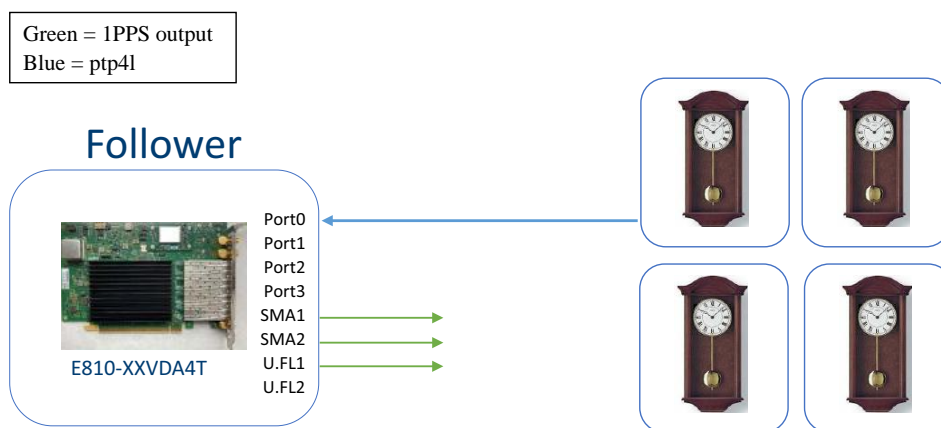 Green = 1PPS output
Blue = ptp4l
Follower
Port0
Port1
Port2
Port3
SMA1
SMA2
U.FL1
U.FL2
E810-XXVDA4T